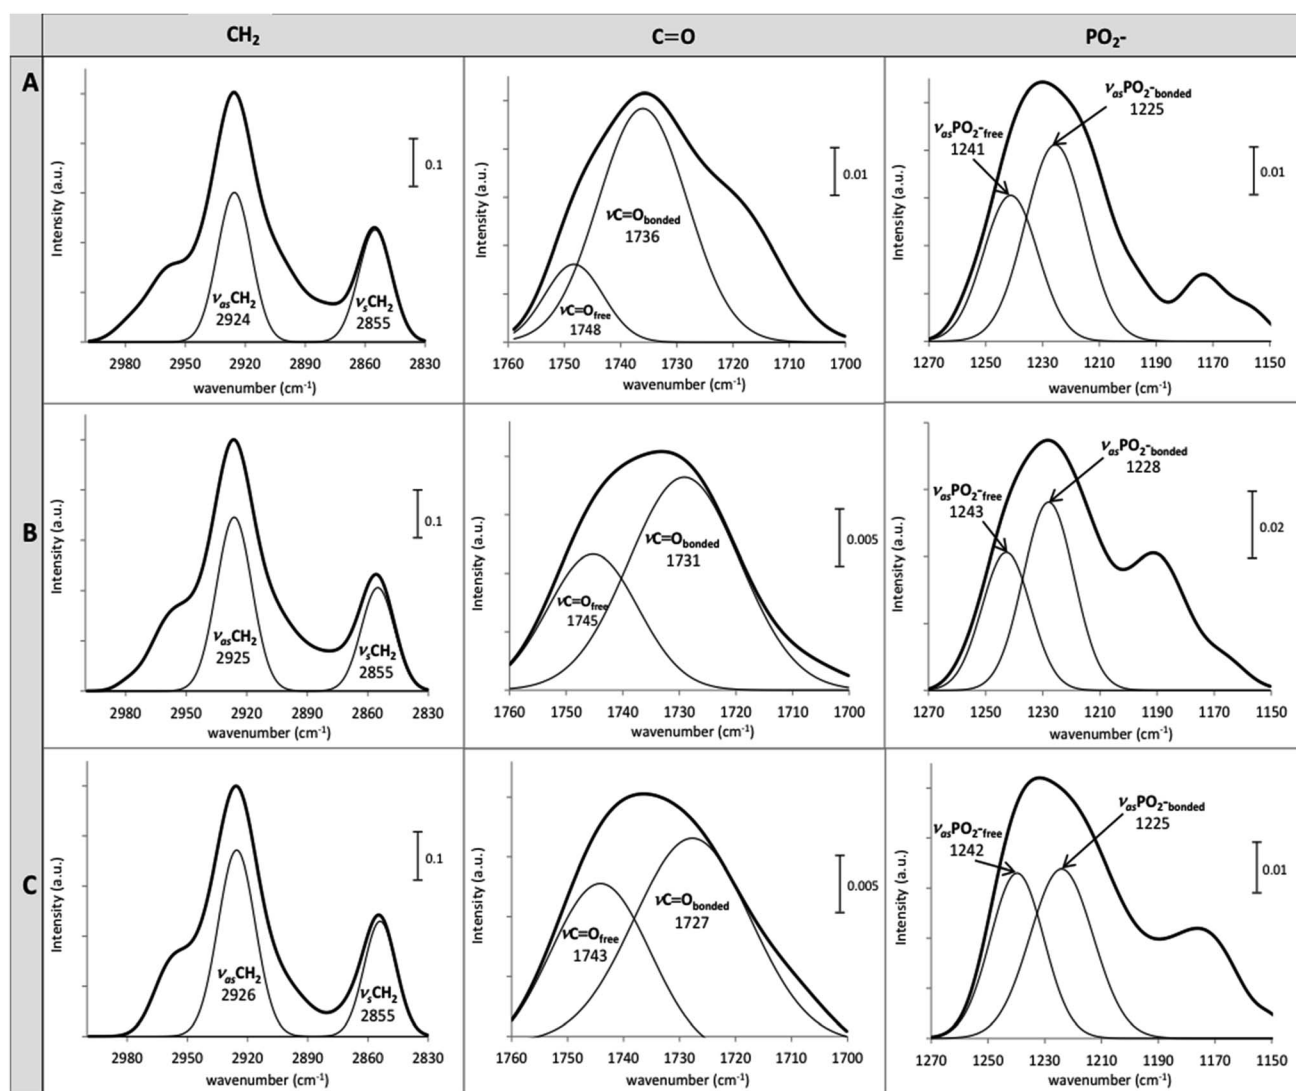 CH₂ C=O PO₂-
A
Intensity (a.u.)
0.1
νasCH₂
2924
νsCH₂
2855
2980 2950 2920 2890 2860 2830
wavenumber (cm⁻¹)
Intensity (a.u.)
0.01
νC=Obonded
1736
νC=Ofree
1748
1760 1750 1740 1730 1720 1710 1700
wavenumber (cm⁻¹)
Intensity (a.u.)
νasPO₂-bonded
1225
νasPO₂-free
1241
0.01
1270 1250 1230 1210 1190 1170 1150
wavenumber (cm⁻¹)
B
Intensity (a.u.)
0.1
νasCH₂
2925
νsCH₂
2855
2980 2950 2920 2890 2860 2830
wavenumber (cm⁻¹)
Intensity (a.u.)
0.005
νC=Obonded
1731
νC=Ofree
1745
1760 1750 1740 1730 1720 1710 1700
wavenumber (cm⁻¹)
Intensity (a.u.)
νasPO₂-bonded
1228
νasPO₂-free
1243
0.02
1270 1250 1230 1210 1190 1170 1150
wavenumber (cm⁻¹)
C
Intensity (a.u.)
0.1
νasCH₂
2926
νsCH₂
2855
2980 2950 2920 2890 2860 2830
wavenumber (cm⁻¹)
Intensity (a.u.)
0.005
νC=Obonded
1727
νC=Ofree
1743
1760 1750 1740 1730 1720 1710 1700
wavenumber (cm⁻¹)
Intensity (a.u.)
νasPO₂-bonded
1225
νasPO₂-free
1242
0.01
1270 1250 1230 1210 1190 1170 1150
wavenumber (cm⁻¹)